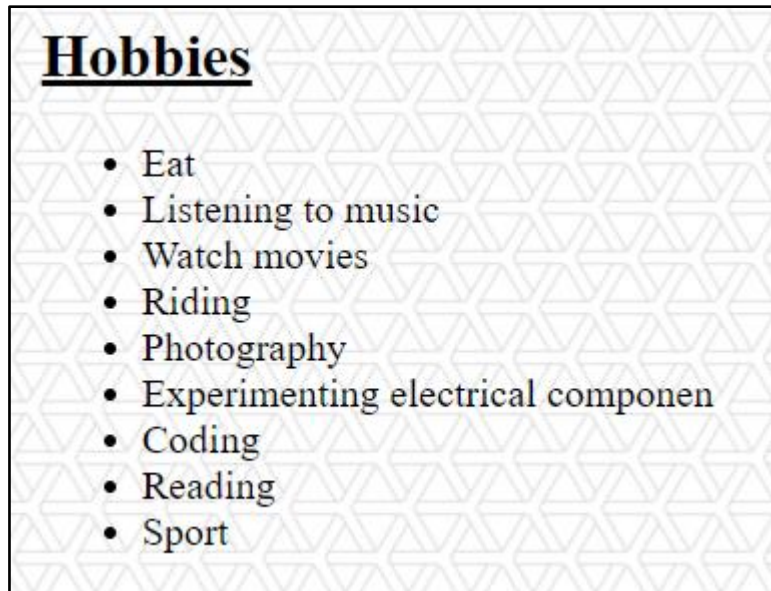 Hobbies
Eat
Listening to music
Watch movies
Riding
Photography
Experimenting electrical componen
Coding
Reading
Sport